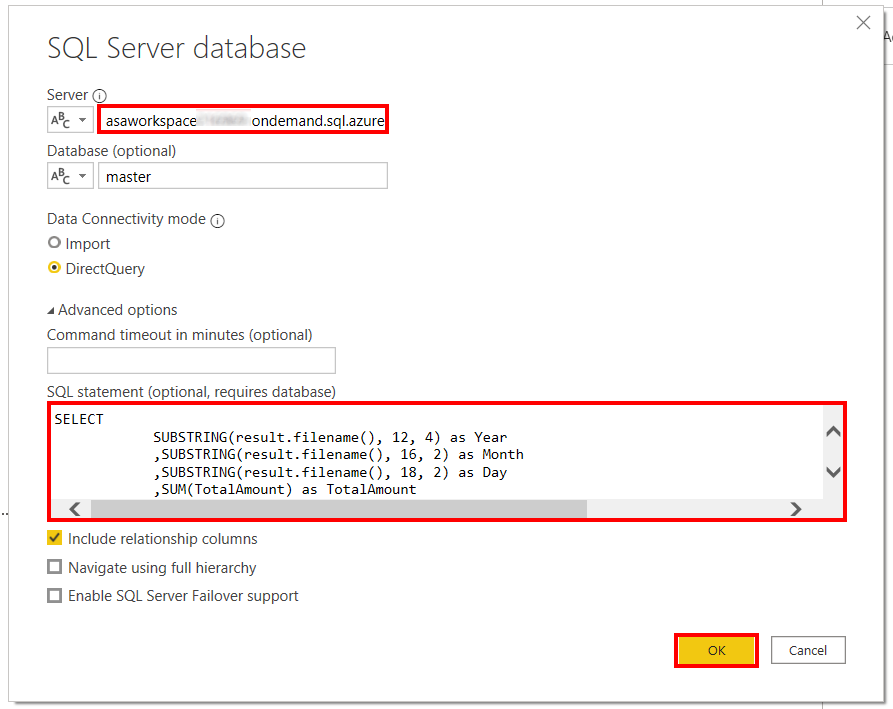 SQL Server database
Server
ABC
asaworkspace ondemand.sql.azure
Database (optional)
ABC
master
Data Connectivity mode
Import
DirectQuery
Advanced options
Command timeout in minutes (optional)
SQL statement (optional, requires database)
SELECT
SUBSTRING(result.filename(), 12, 4) as Year
,SUBSTRING(result.filename(), 16, 2) as Month
,SUBSTRING(result.filename(), 18, 2) as Day
,SUM(TotalAmount) as TotalAmount
Include relationship columns
Navigate using full hierarchy
Enable SQL Server Failover support
OK
Cancel